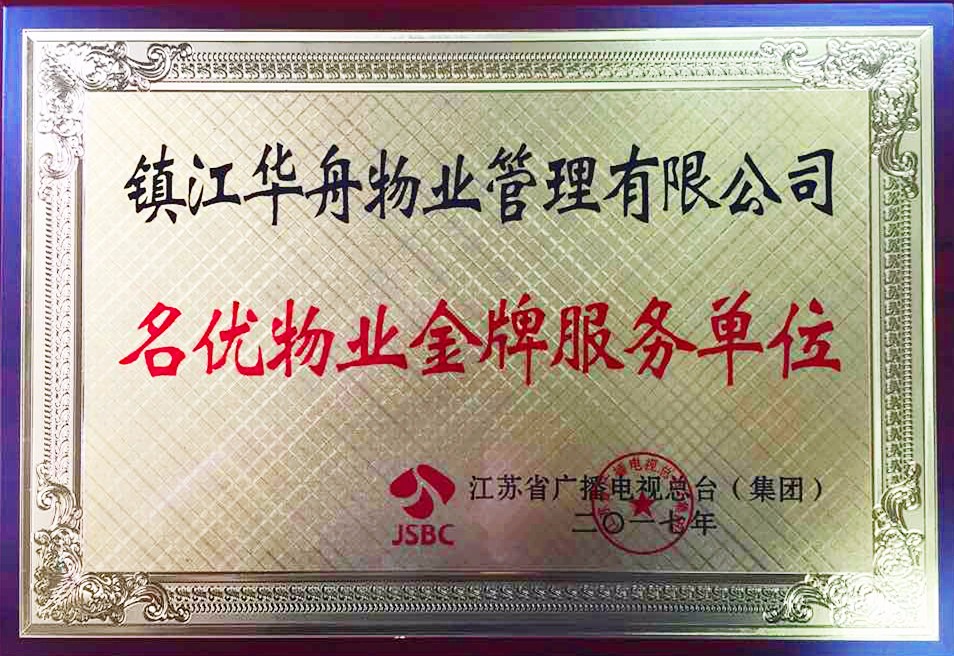 镇江华舟物业管理有限公司
名优物业金牌服务单位
JSBC
江苏省广播电视总台（集团）
二〇一七年